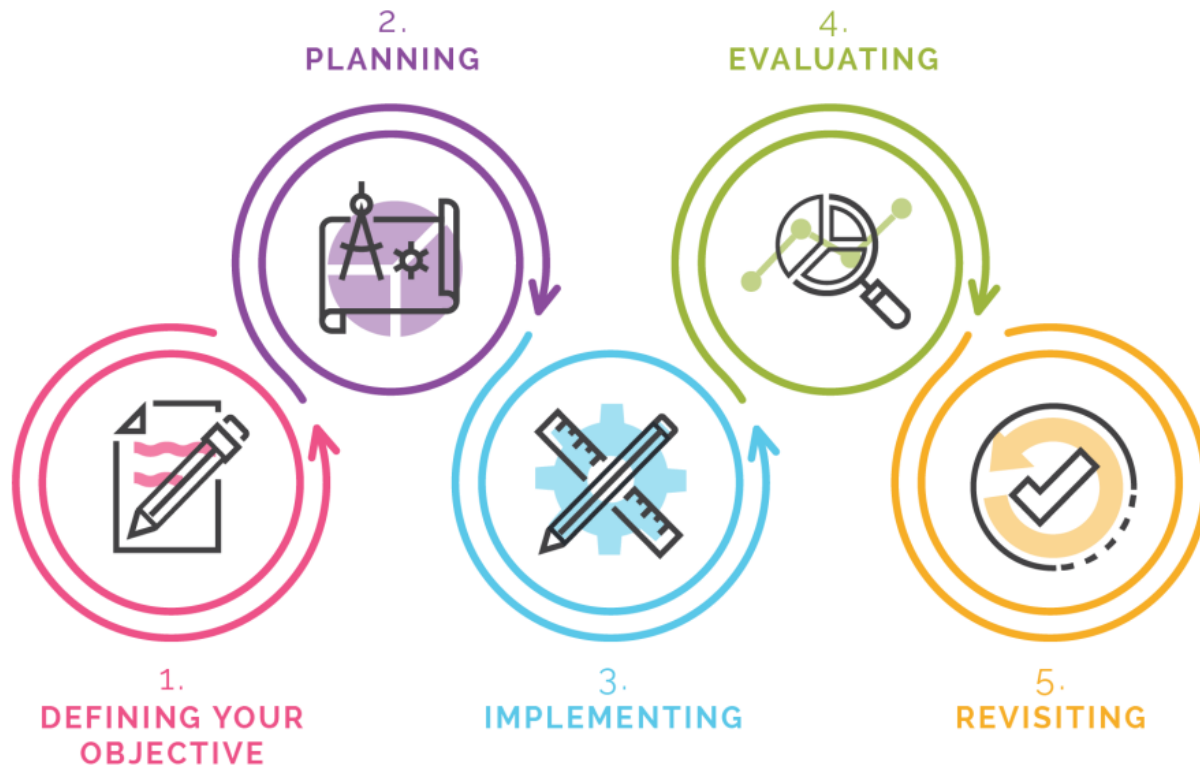 1.
DEFINING YOUR
OBJECTIVE
2.
PLANNING
3.
IMPLEMENTING
4.
EVALUATING
5.
REVISITING